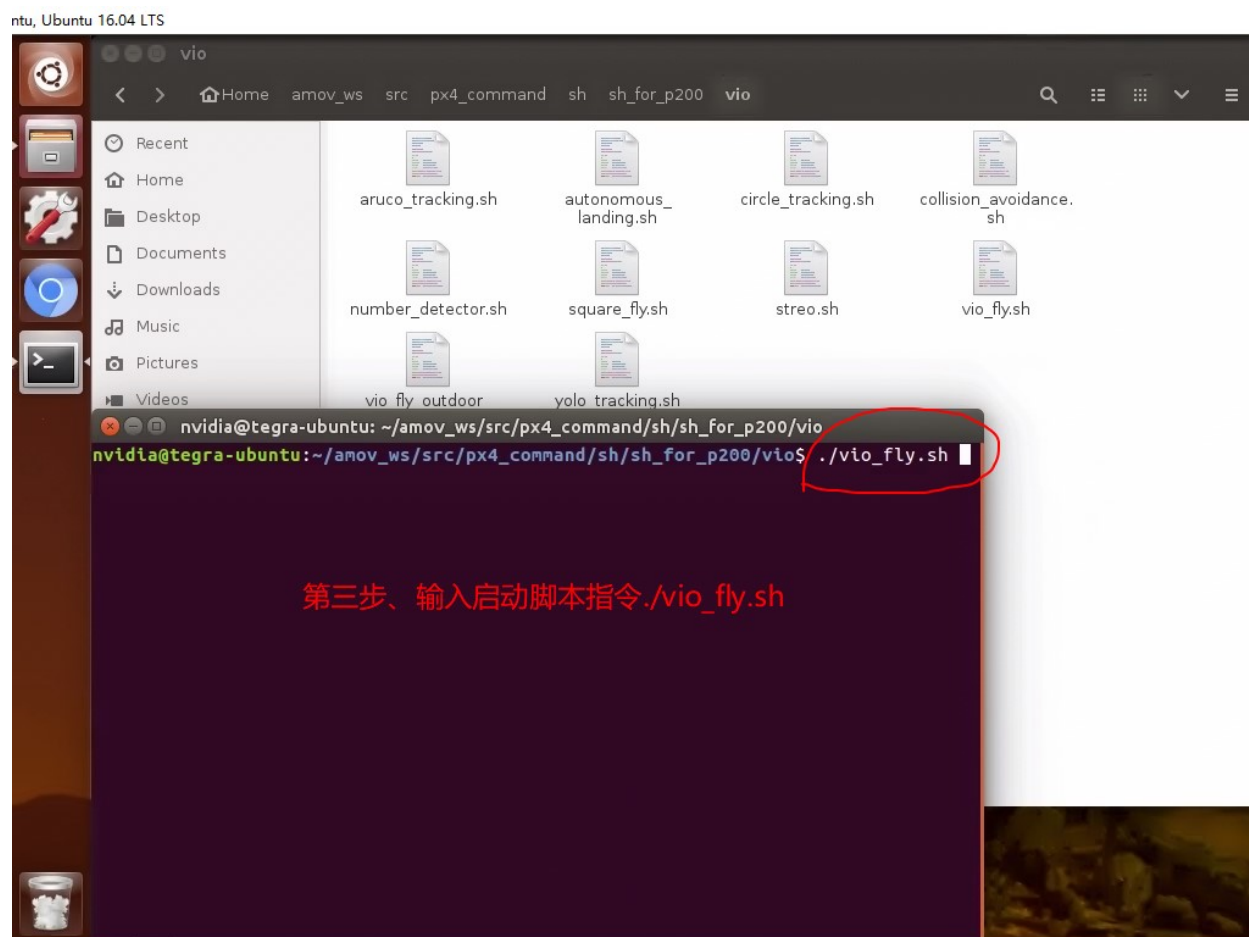 ntu, Ubuntu 16.04 LTS
vio
Home amov_ws src px4_command sh sh_for_p200 vio
Recent
Home
Desktop
Documents
Downloads
Music
Pictures
Videos
aruco_tracking.sh
autonomous_
landing.sh
circle_tracking.sh
collision_avoidance.
sh
number_detector.sh
square_fly.sh
streo.sh
vio_fly.sh
vio_fly_outdoor
yolo_tracking.sh
nvidia@tegra-ubuntu: ~/amov_ws/src/px4_command/sh/sh_for_p200/vio
nvidia@tegra-ubuntu:~/amov_ws/src/px4_command/sh/sh_for_p200/vio$ ./vio_fly.sh
第三步、输入启动脚本指令./vio_fly.sh